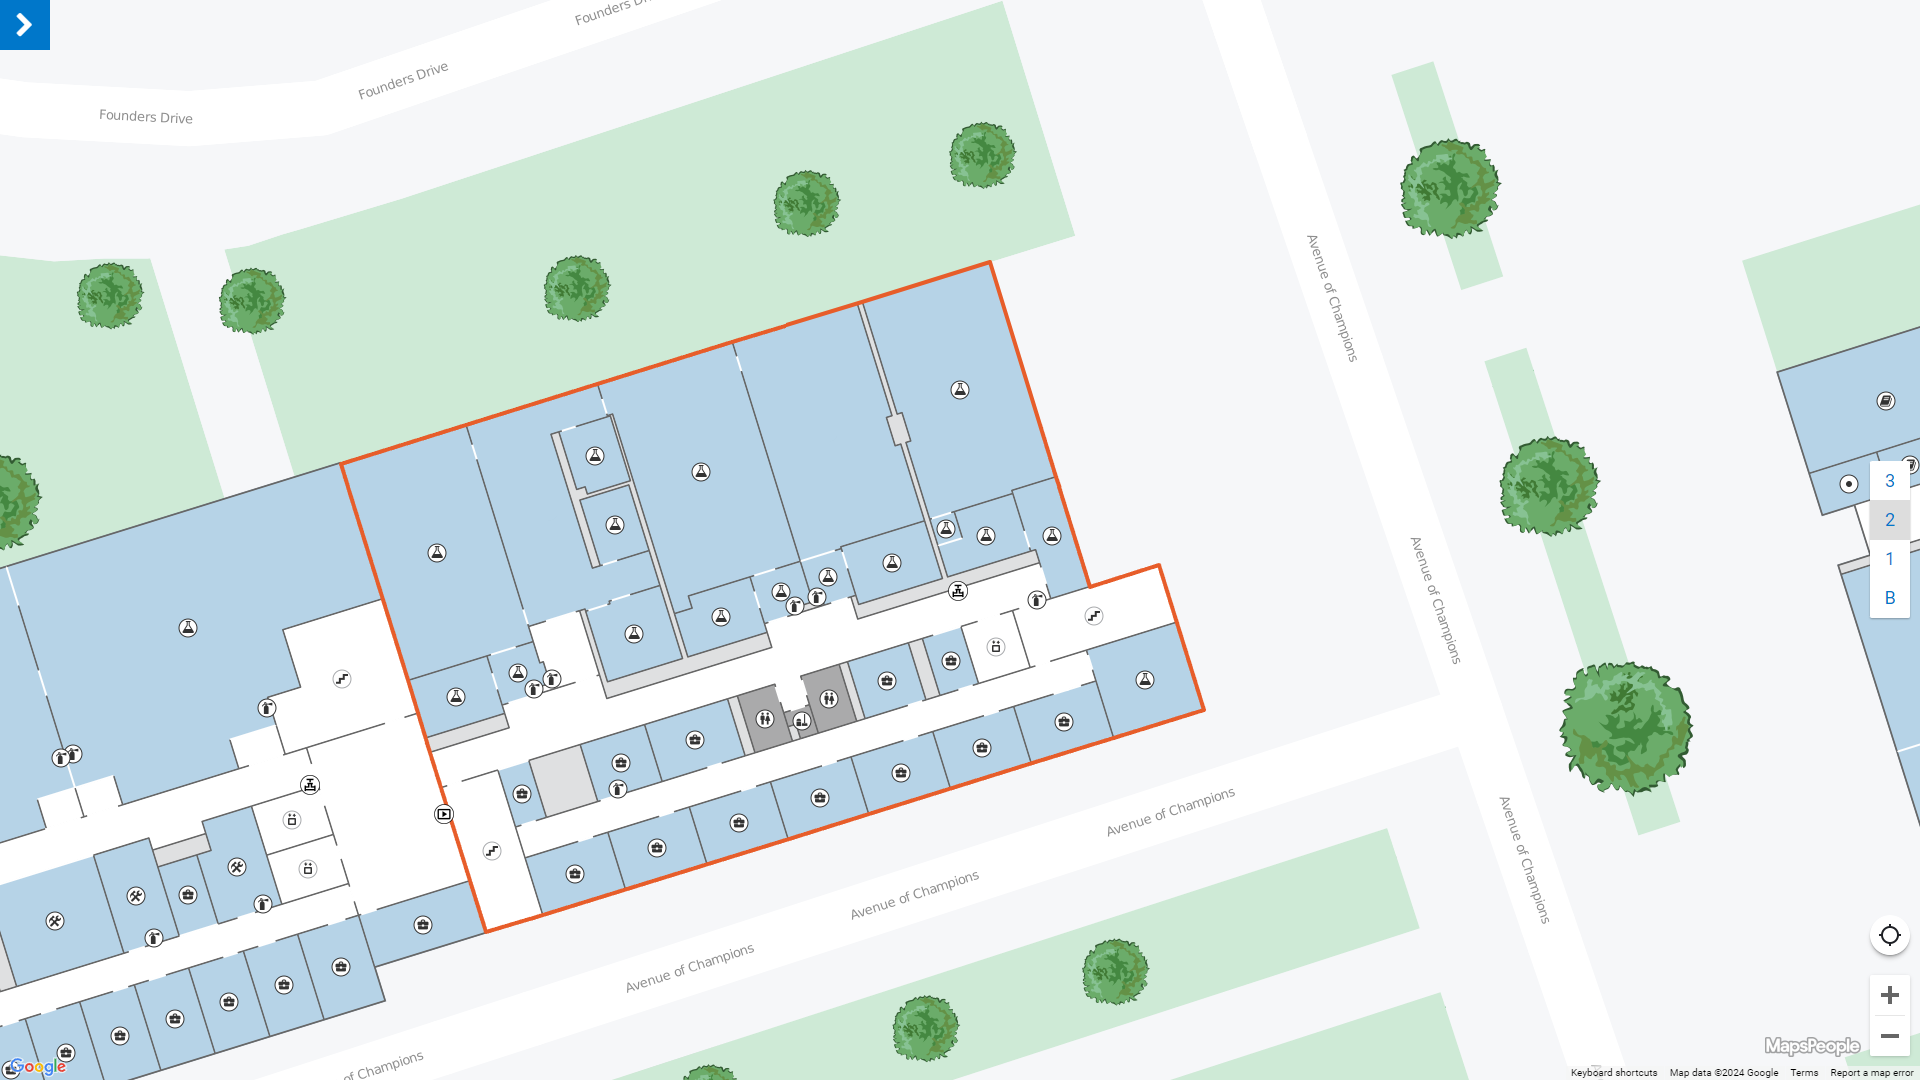 Founders Dr
Founders Drive
Founders Drive
Avenue of Champions
Avenue of Champions
Avenue of Champions
Avenue of Champions
Avenue of Champions
Avenue of Champions
of Champions
3
2
1
B
Google
MapsPeople
Keyboard shortcuts
Map data ©2024 Google
Terms
Report a map error